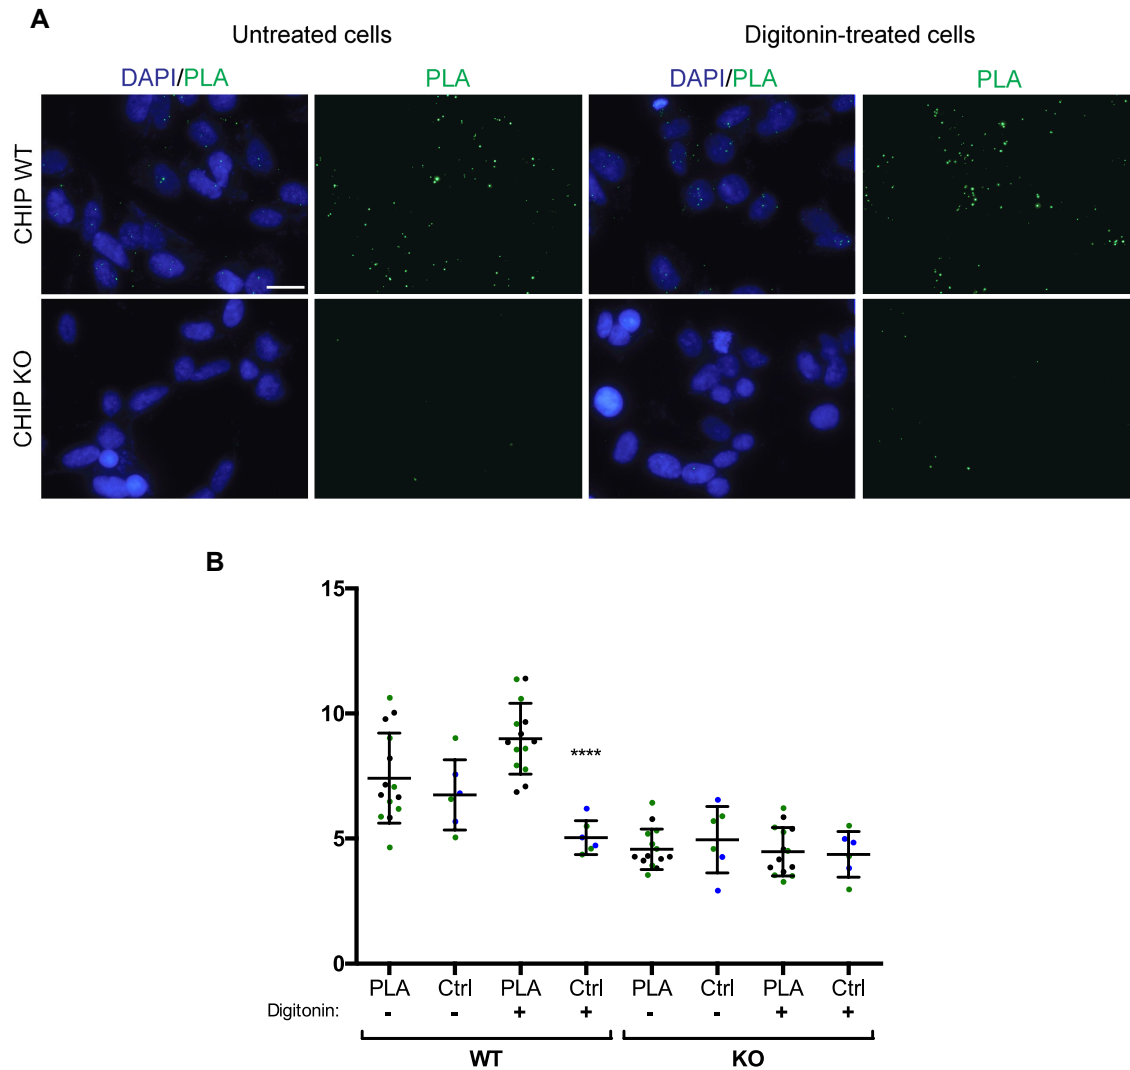 A
Untreated cells Digitonin-treated cells
DAPI/PLA PLA DAPI/PLA PLA
CHIP WT
CHIP KO
B
15
10
****
5
0
PLA Ctrl PLA Ctrl PLA Ctrl PLA Ctrl
Digitonin: - - + + - - + +
WT KO